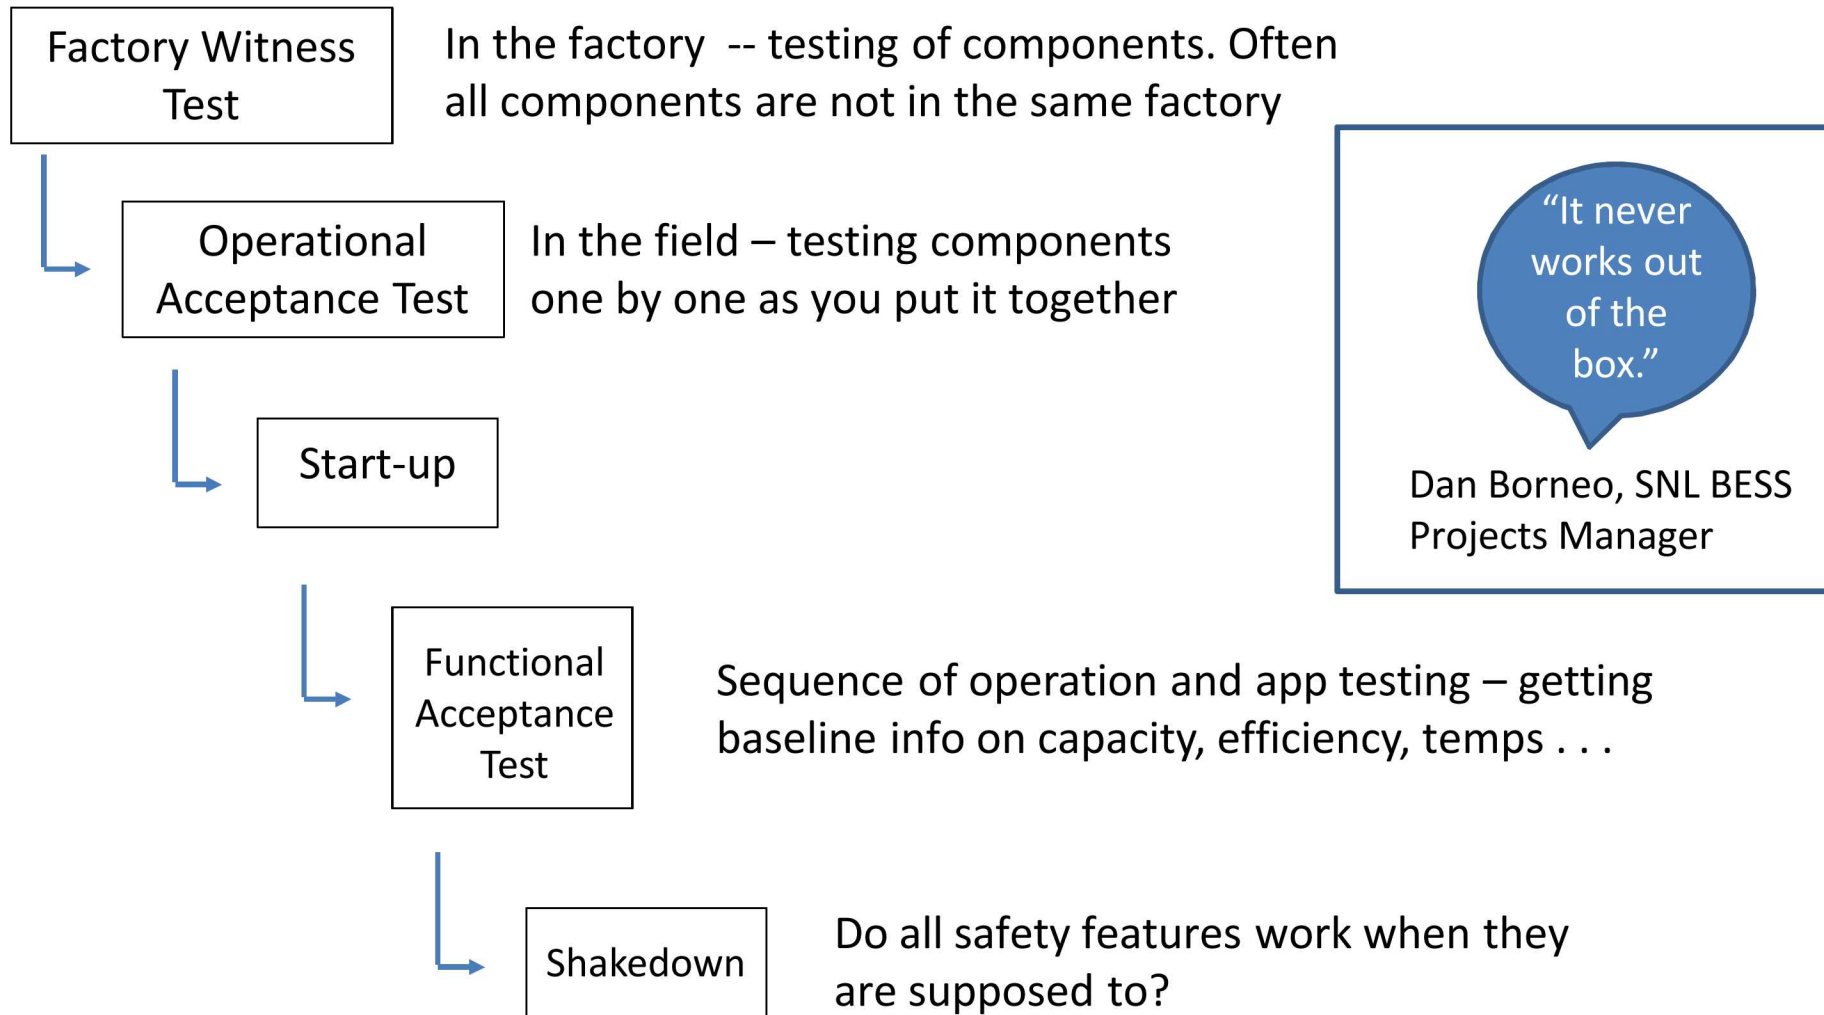 Factory Witness
Test
In the factory  -- testing of components. Often
all components are not in the same factory
Operational
Acceptance Test
In the field – testing components
one by one as you put it together
“It never
works out
of the
box.”
Dan Borneo, SNL BESS
Projects Manager
Start-up
Functional
Acceptance
Test
Sequence of operation and app testing – getting
baseline info on capacity, efficiency, temps . . .
Shakedown
Do all safety features work when they
are supposed to?